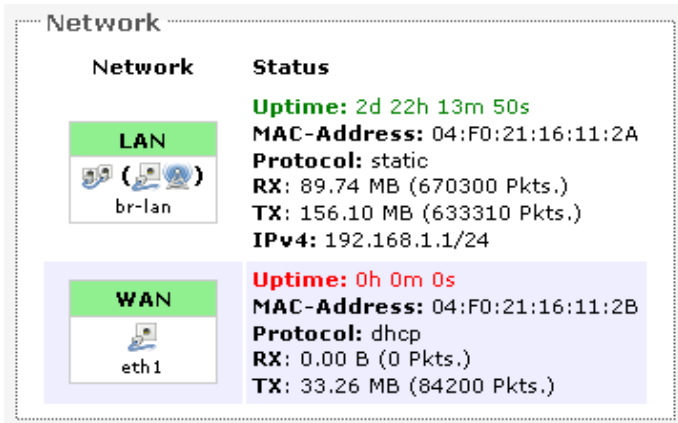 Network
Network Status
LAN
( )
br-lan
Uptime: 2d 22h 13m 50s
MAC-Address: 04:F0:21:16:11:2A
Protocol: static
RX: 89.74 MB (670300 Pkts.)
TX: 156.10 MB (633310 Pkts.)
IPv4: 192.168.1.1/24
WAN
eth1
Uptime: 0h 0m 0s
MAC-Address: 04:F0:21:16:11:2B
Protocol: dhcp
RX: 0.00 B (0 Pkts.)
TX: 33.26 MB (84200 Pkts.)